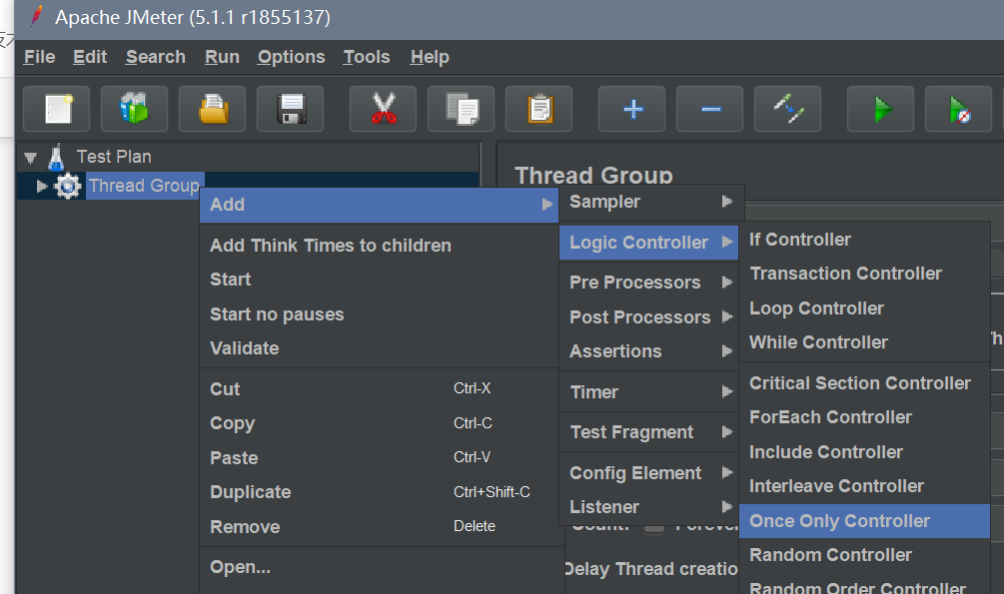 Apache JMeter (5.1.1 r1855137)
File Edit Search Run Options Tools Help
Test Plan
Thread Group
Thread Group
Add
Add Think Times to children
Start
Start no pauses
Validate
Cut Ctrl-X
Copy Ctrl-C
Paste Ctrl-V
Duplicate Ctrl+Shift-C
Remove Delete
Open...
Sampler
Logic Controller
Pre Processors
Post Processors
Assertions
Timer
Test Fragment
Config Element
Listener
If Controller
Transaction Controller
Loop Controller
While Controller
Critical Section Controller
ForEach Controller
Include Controller
Interleave Controller
Once Only Controller
Random Controller
Random Order Controller
Count: Forever
Delay Thread creatio